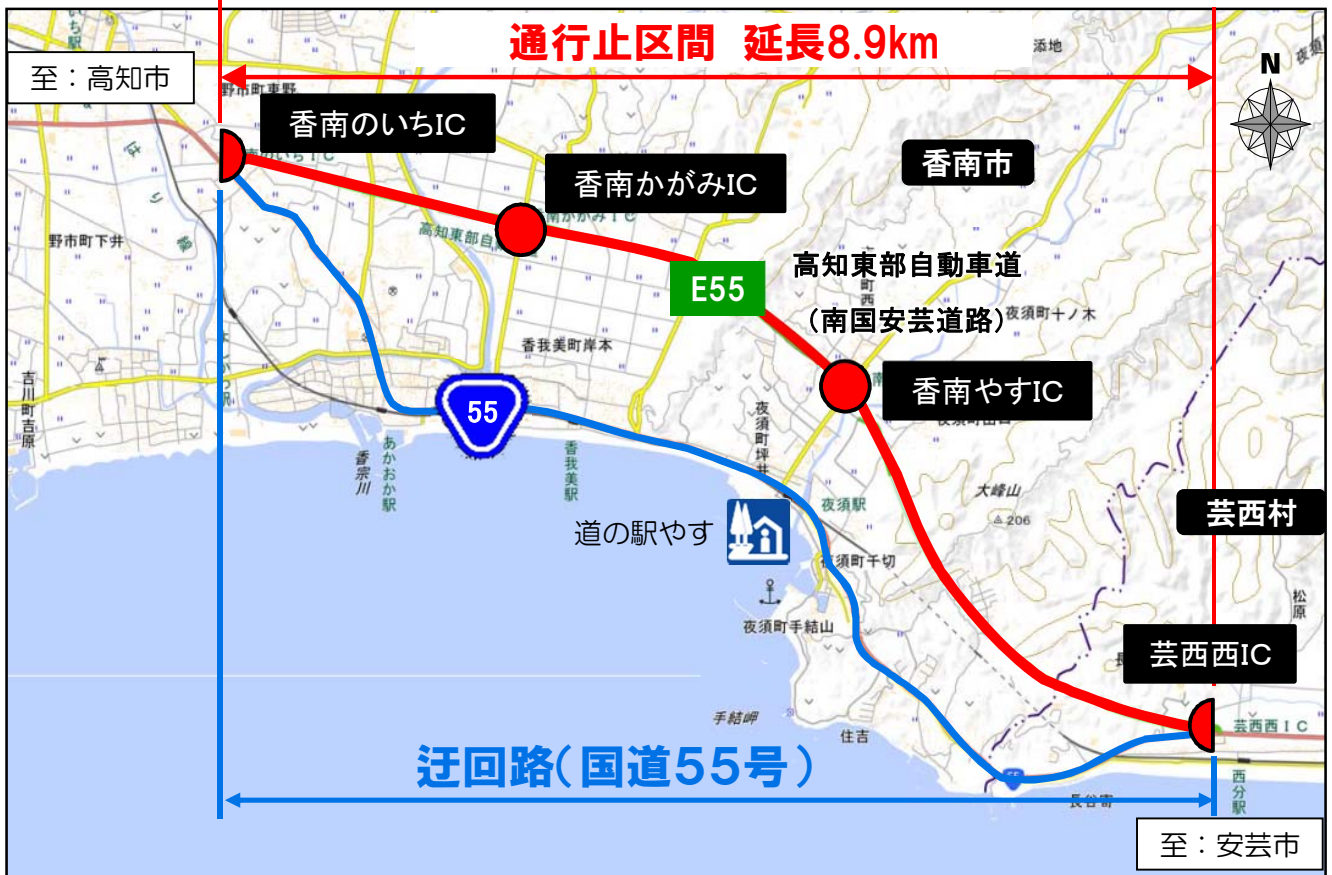 通行止区間 延長8.9km
至：高知市
添地
N
野市町東野
香南のいちIC
香南かがみIC
香南市
野市町下井
高知東部自
E55
高知東部自動車道
(南国安芸道路)
夜須町十ノ木
香我美町岸本
香南やすIC
吉川町吉原
55
夜須町坪井
あかおか駅
香宗川
香我美駅
大峰山
206
芸西村
夜須駅
道の駅やす
夜須町千切
松原
夜須町手結山
芸西西IC
手結岬
住吉
芸西西IC
迂回路(国道55号)
55
西分駅
至：安芸市